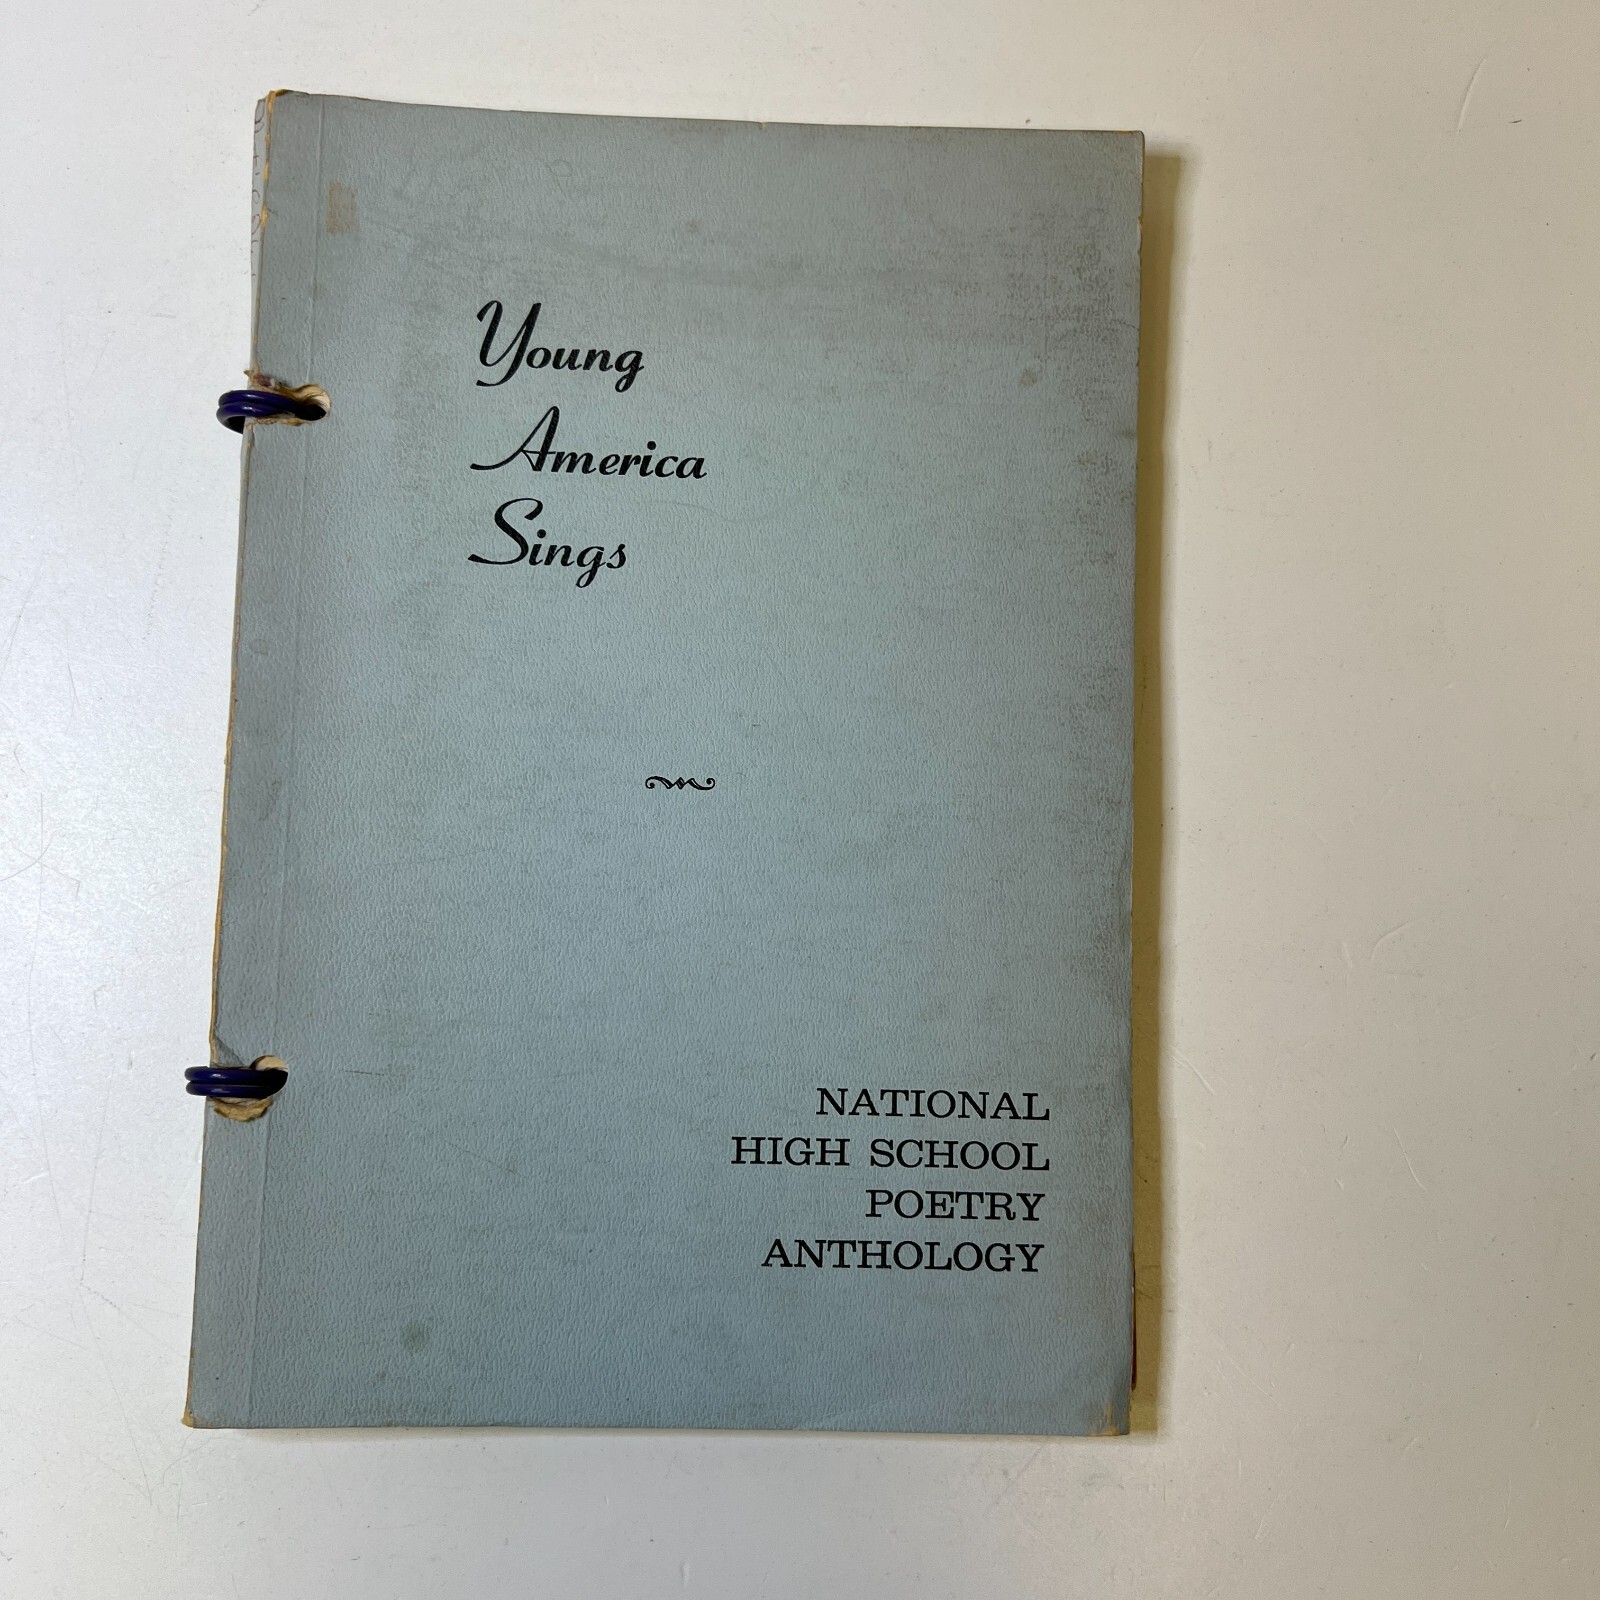 Young
America
Sings
NATIONAL
HIGH SCHOOL
POETRY
ANTHOLOGY